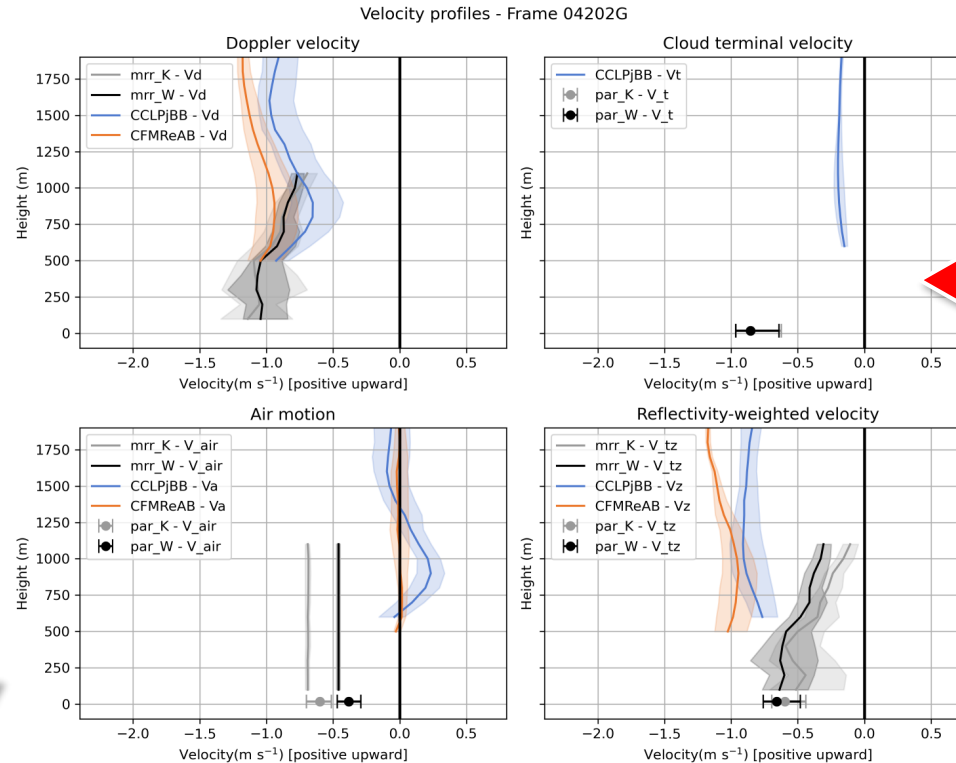 Velocity profiles - Frame 04202G
Doppler velocity
mrr_K - Vd
mrr_W - Vd
CCLPjBB - Vd
CFMReAB - Vd
Height (m)
1750
1500
1250
1000
750
500
250
0
−2.0 −1.5 −1.0 −0.5 0.0 0.5
Velocity(m s⁻¹) [positive upward]
Cloud terminal velocity
CCLPjBB - Vt
par_K - V_t
par_W - V_t
Height (m)
1750
1500
1250
1000
750
500
250
0
−2.0 −1.5 −1.0 −0.5 0.0 0.5
Velocity(m s⁻¹) [positive upward]
Air motion
mrr_K - V_air
mrr_W - V_air
CCLPjBB - Va
CFMReAB - Va
par_K - V_air
par_W - V_air
Height (m)
1750
1500
1250
1000
750
500
250
0
−2.0 −1.5 −1.0 −0.5 0.0 0.5
Velocity(m s⁻¹) [positive upward]
Reflectivity-weighted velocity
mrr_K - V_tz
mrr_W - V_tz
CCLPjBB - Vz
CFMReAB - Vz
par_K - V_tz
par_W - V_tz
Height (m)
1750
1500
1250
1000
750
500
250
0
−2.0 −1.5 −1.0 −0.5 0.0 0.5
Velocity(m s⁻¹) [positive upward]